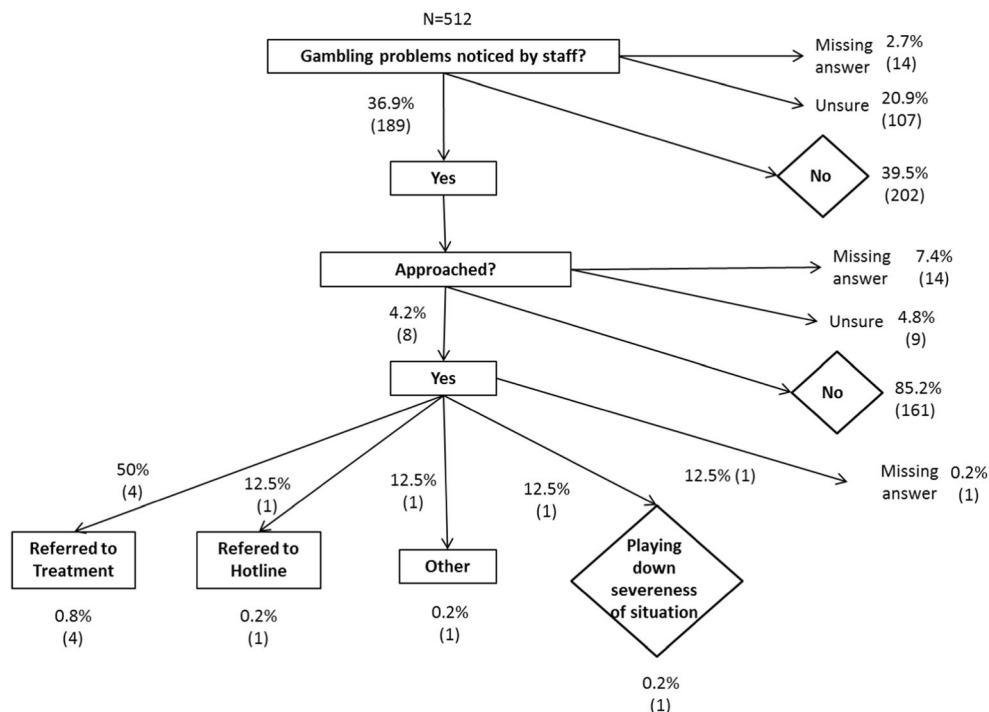 N=512
Gambling problems noticed by staff?
Missing 2.7%
answer (14)
Unsure 20.9%
(107)
36.9%
(189)
No 39.5%
(202)
Yes
Approached?
Missing 7.4%
answer (14)
Unsure 4.8%
(9)
4.2%
(8)
Yes
No 85.2%
(161)
50%
(4)
12.5%
(1)
12.5%
(1)
12.5%
(1)
12.5% (1)
Missing 0.2%
answer (1)
Referred to
Treatment
Refered to
Hotline
Other
Playing
down
severeness
of situation
0.8%
(4)
0.2%
(1)
0.2%
(1)
0.2%
(1)